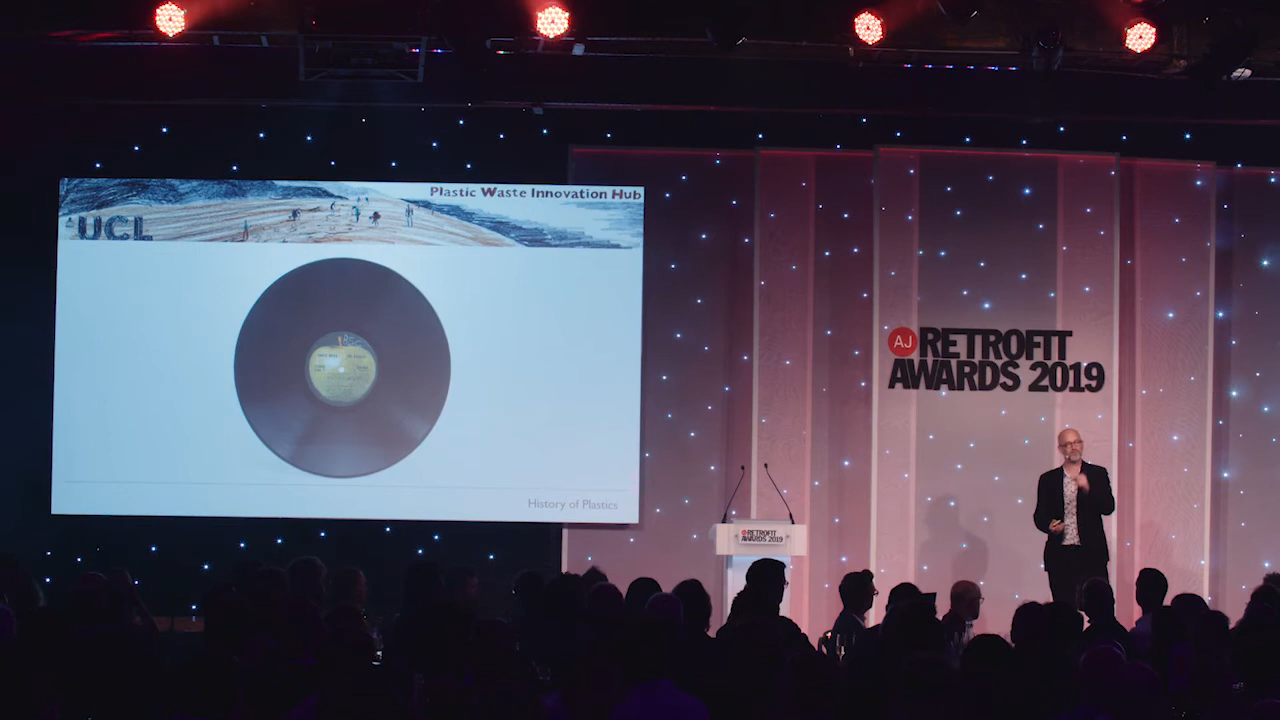 Plastic Waste Innovation Hub
UCL
History of Plastics
AJ
RETROFIT
AWARDS 2019
RETROFIT
AWARDS 2019